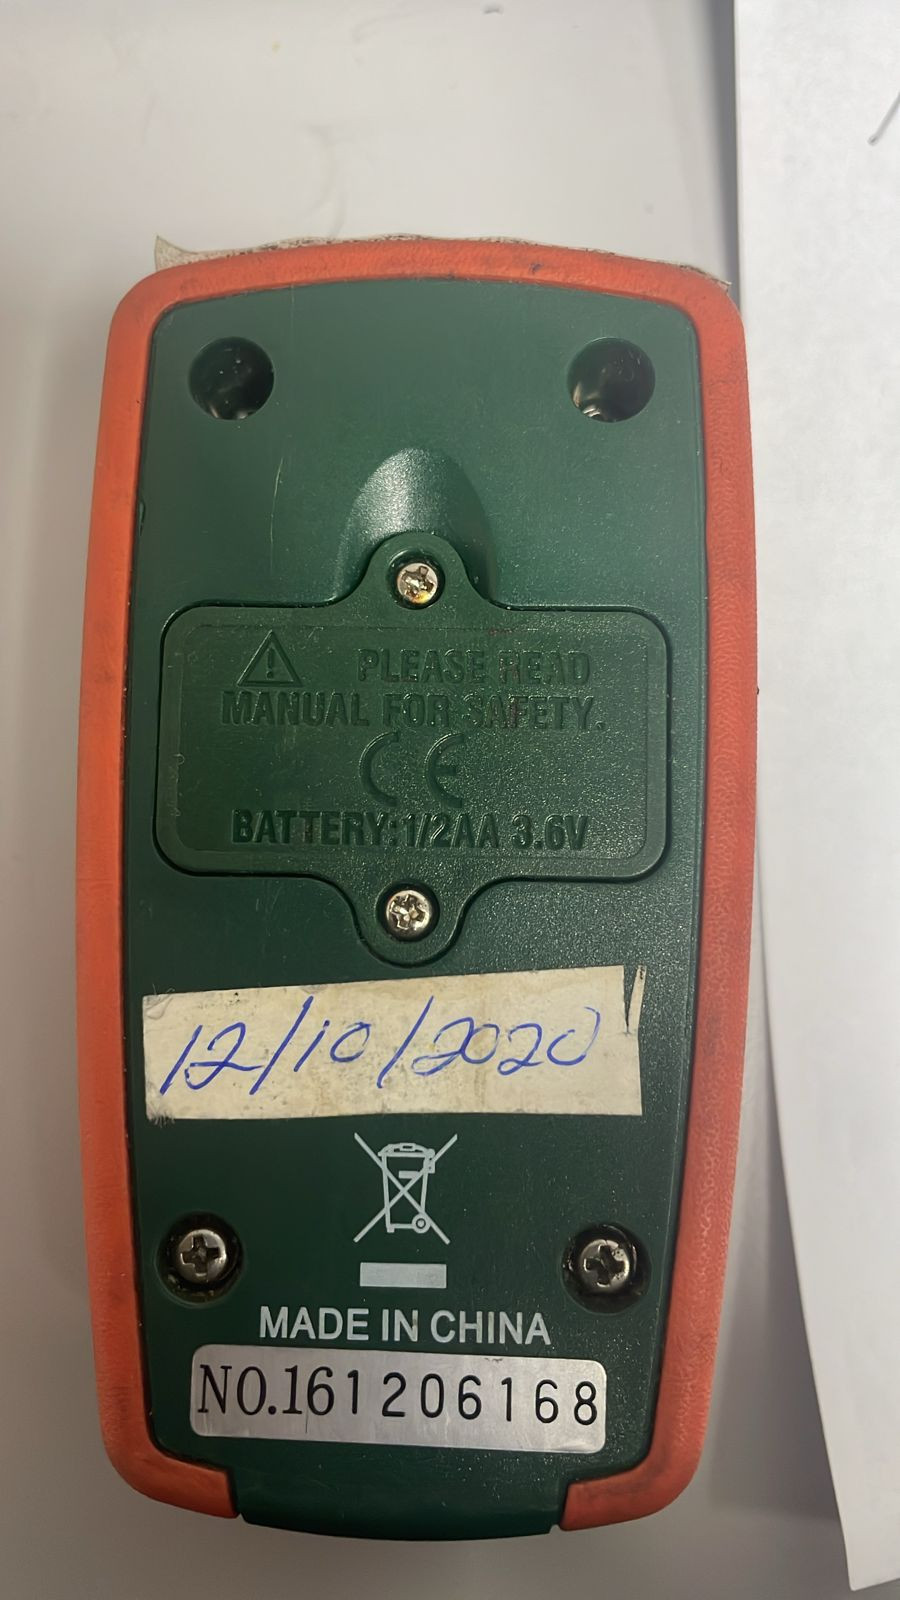 PLEASE READ
MANUAL FOR SAFETY.
CE
BATTERY:1/2AA 3.6V
12/10/2020
MADE IN CHINA
NO.161206168